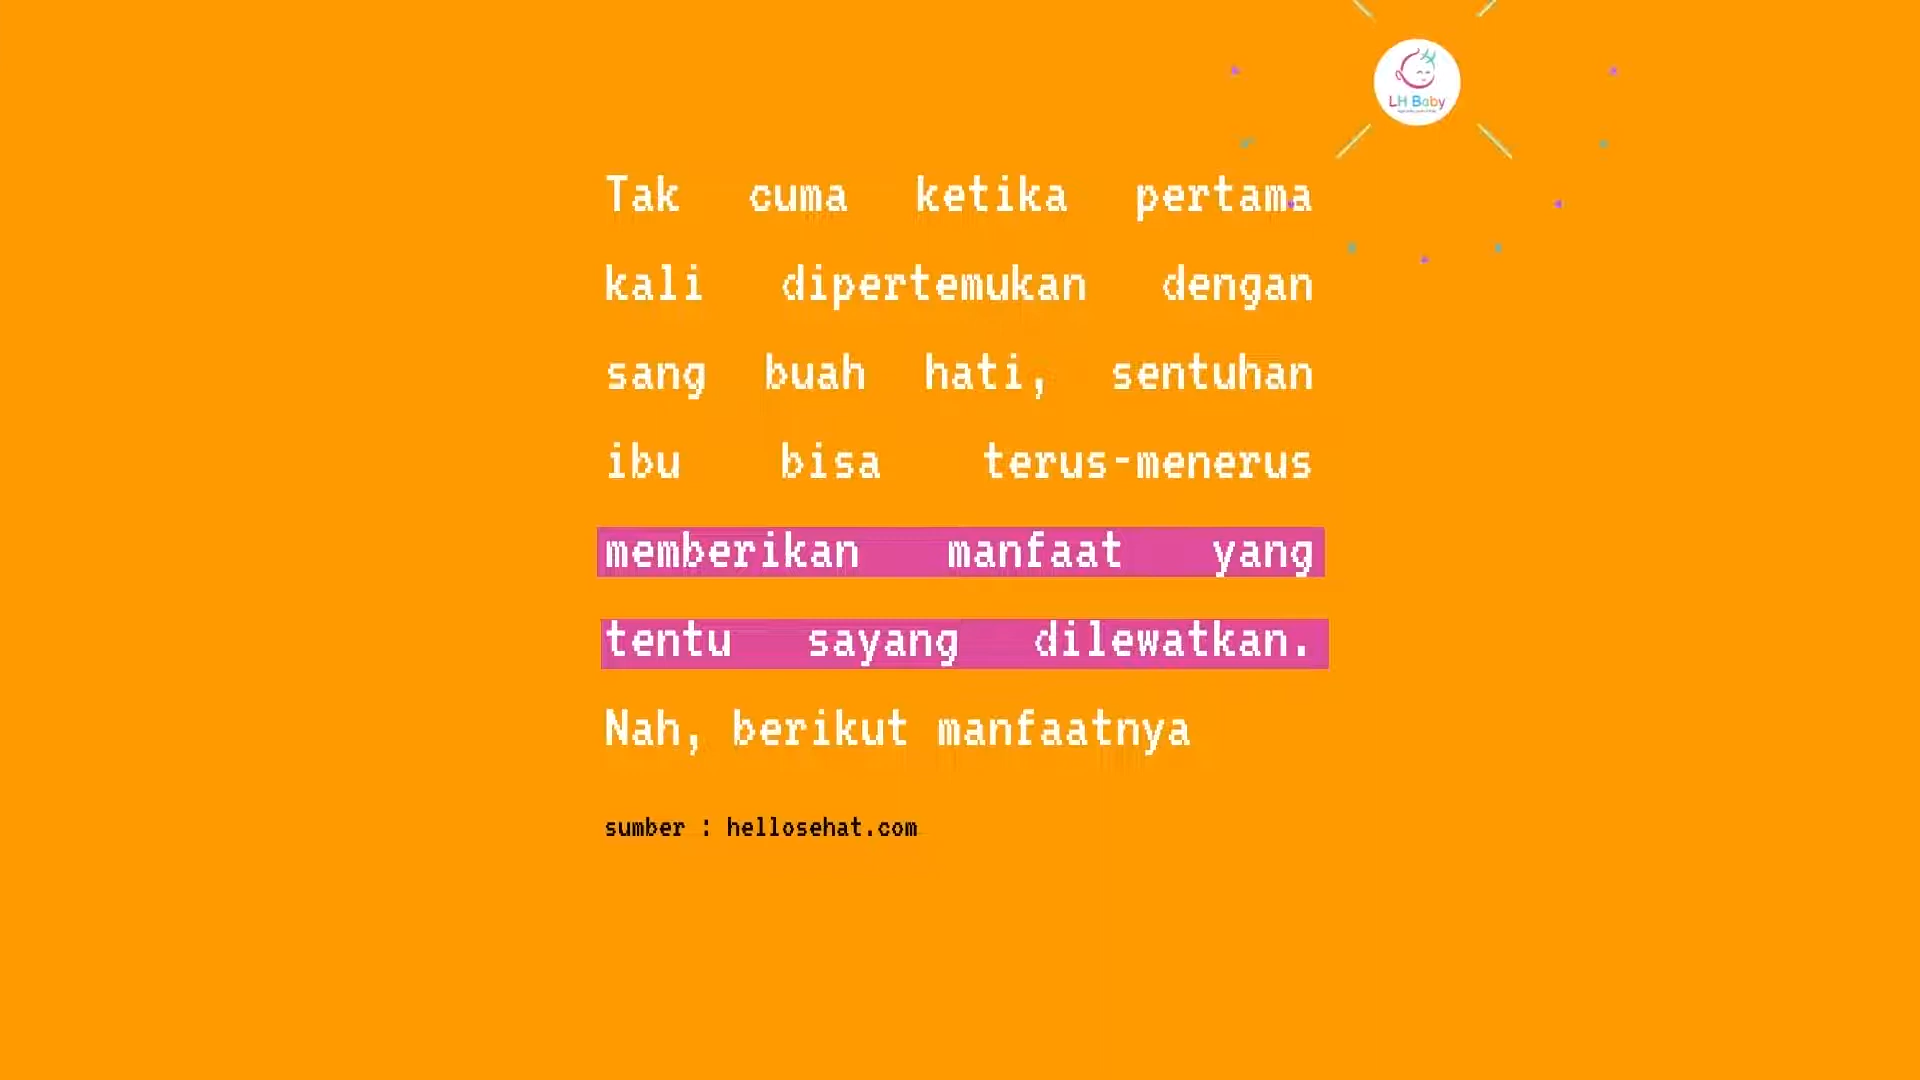 LH Baby
Tak cuma ketika pertama
kali dipertemukan dengan
sang buah hati, sentuhan
ibu bisa terus-menerus
memberikan manfaat yang
tentu sayang dilewatkan.
Nah, berikut manfaatnya
sumber : hellosehat.com